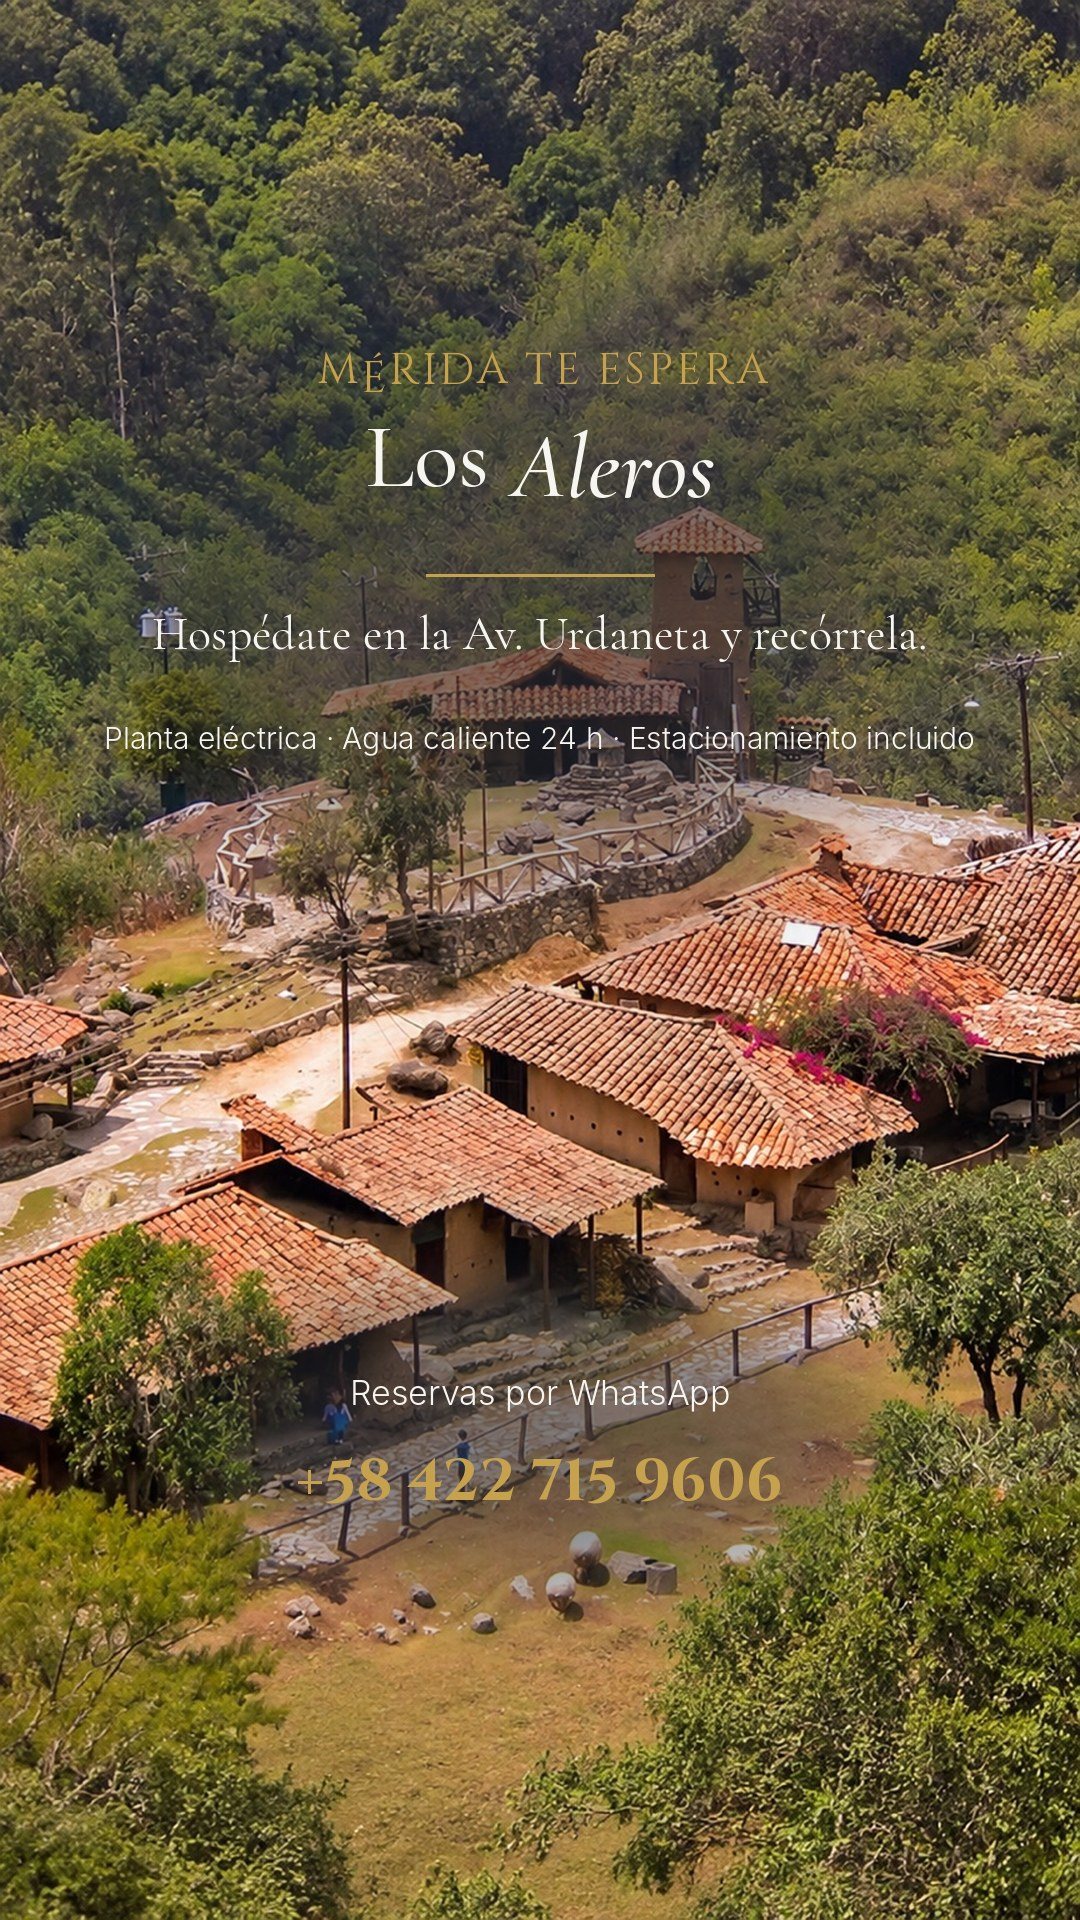 MÉRIDA TE ESPERA
Los Aleros
Hospédate en la Av. Urdaneta y recórrela.
Planta eléctrica · Agua caliente 24 h · Estacionamiento incluido
Reservas por WhatsApp
+58 422 715 9606